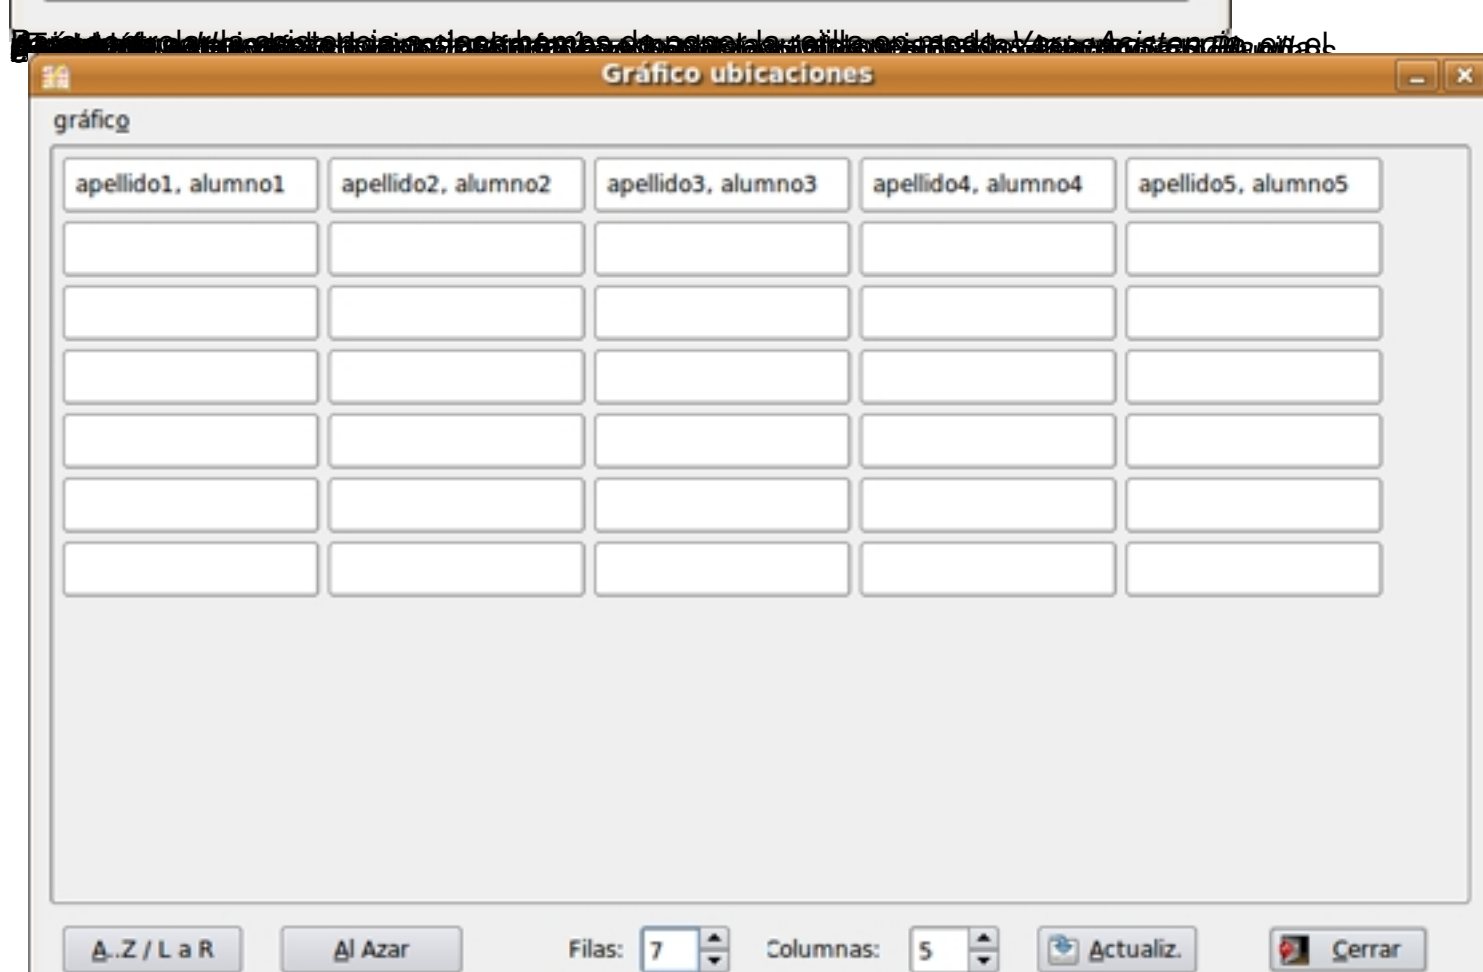 Gráfico ubicaciones
gráfico
apellido1, alumno1 apellido2, alumno2 apellido3, alumno3 apellido4, alumno4 apellido5, alumno5
A..Z / L a R Al Azar Filas: 7 Columnas: 5 Actualiz. Cerrar